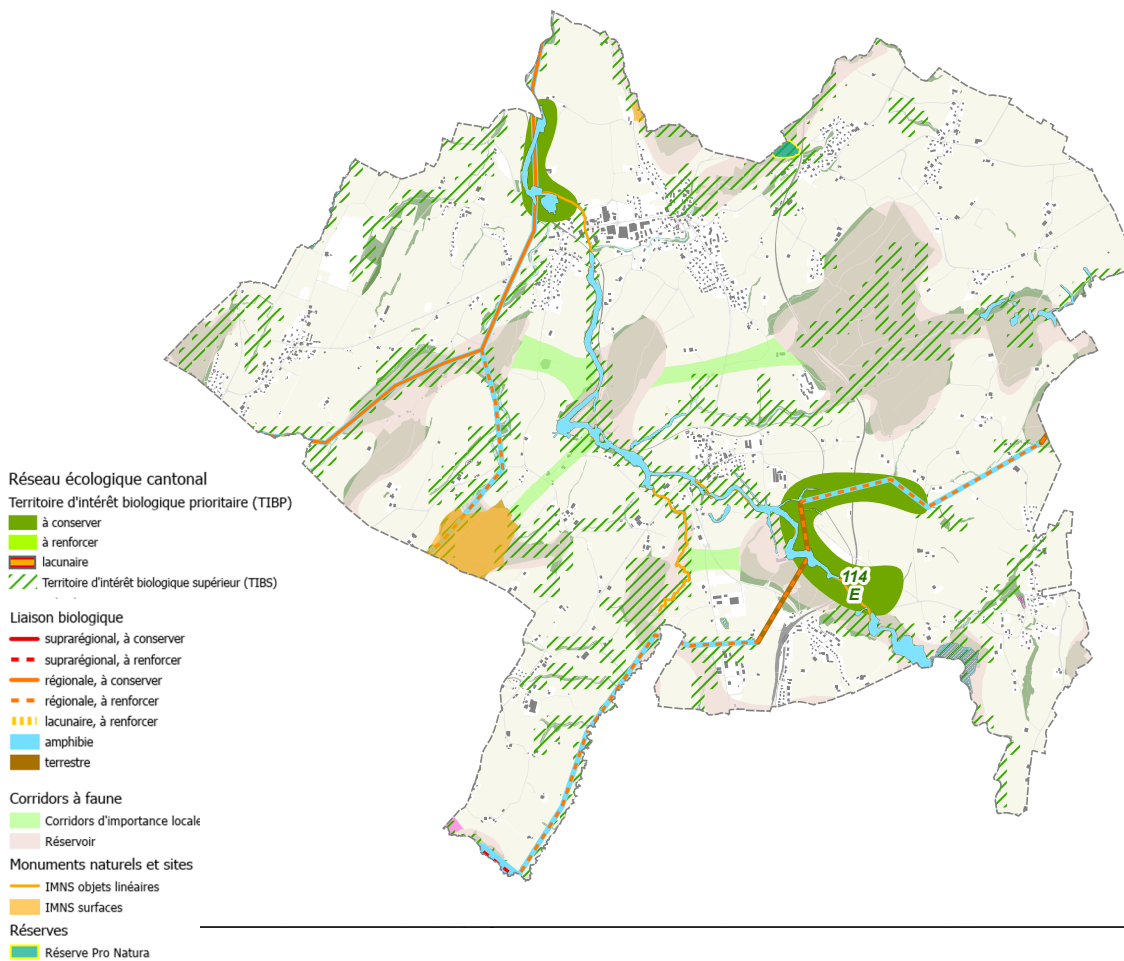 114
E
Réseau écologique cantonal
Territoire d'intérêt biologique prioritaire (TIBP)
à conserver
à renforcer
lacunaire
Territoire d'intérêt biologique supérieur (TIBS)
Liaison biologique
suprarégional, à conserver
suprarégional, à renforcer
régionale, à conserver
régionale, à renforcer
lacunaire, à renforcer
amphibie
terrestre
Corridors à faune
Corridors d'importance locale
Réservoir
Monuments naturels et sites
IMNS objets linéaires
IMNS surfaces
Réserves
Réserve Pro Natura